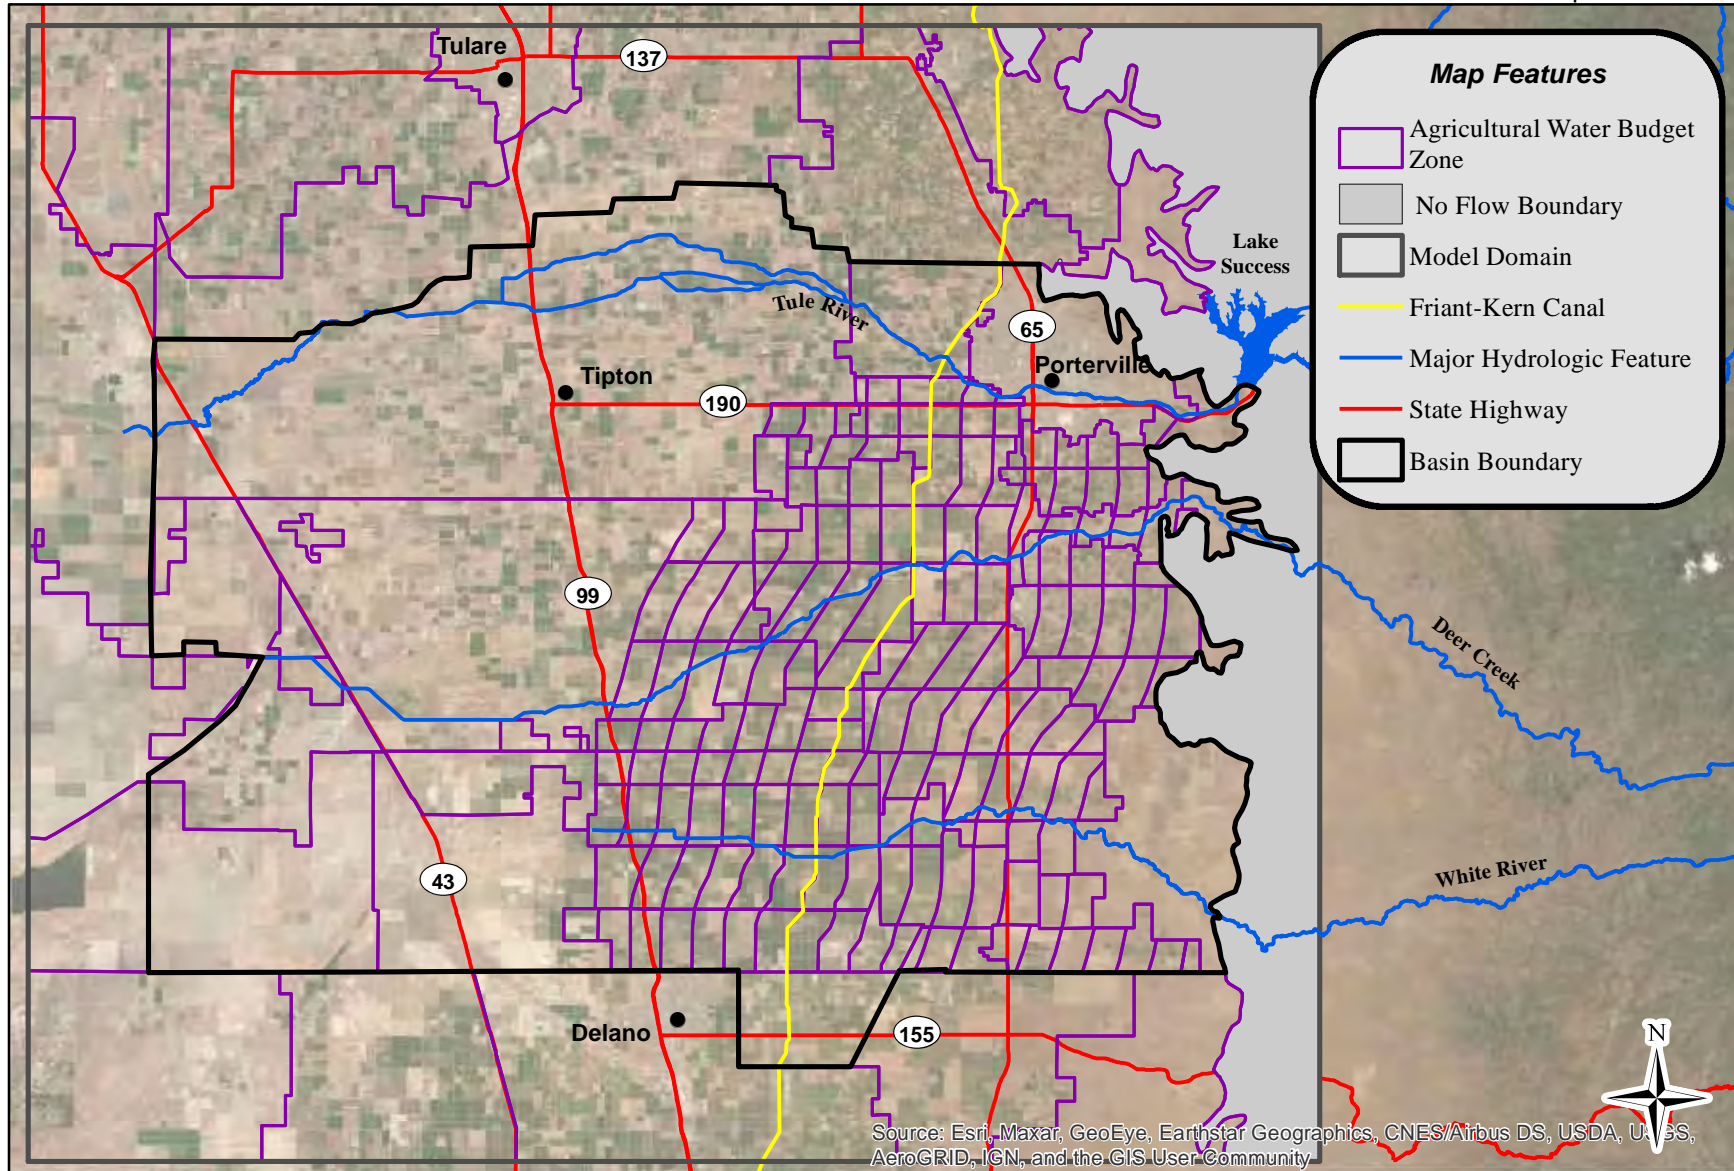 Map Features
Agricultural Water Budget
Zone
No Flow Boundary
Model Domain
Friant-Kern Canal
Major Hydrologic Feature
State Highway
Basin Boundary
Tulare
137
Lake
Success
Tule River
65
Porterville
Tipton
190
99
Deer Creek
White River
43
Delano
155
N
Source: Esri, Maxar, GeoEye, Earthstar Geographics, CNES/Airbus DS, USDA, USGS,
AeroGRID, IGN, and the GIS User Community